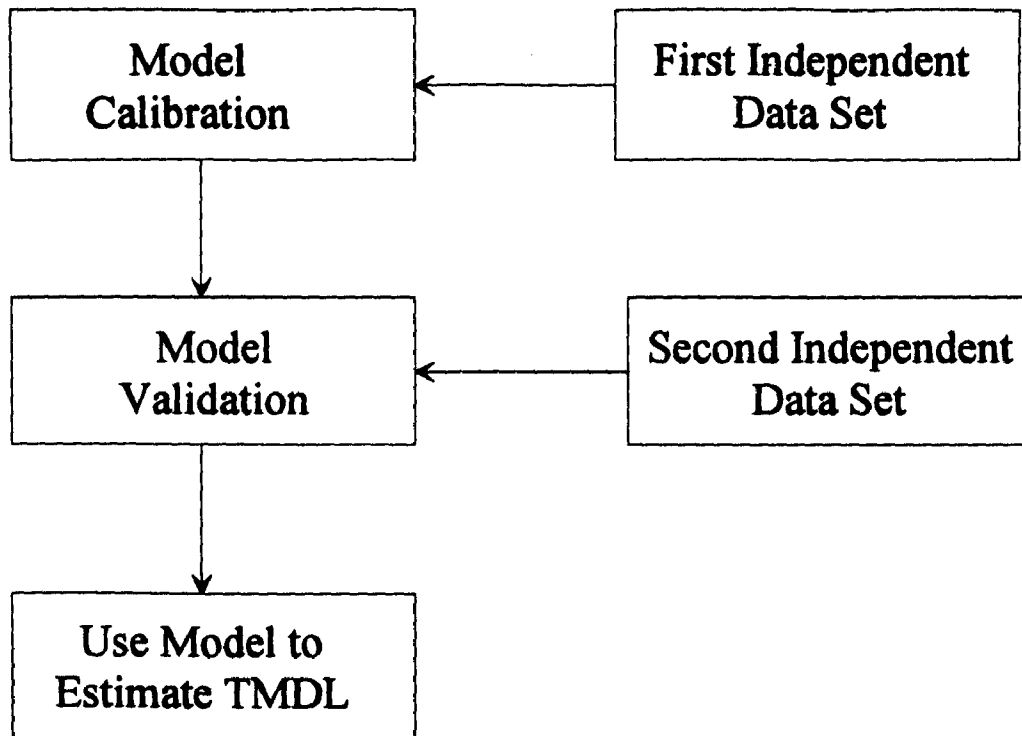 Model
Calibration
First Independent
Data Set
Model
Validation
Second Independent
Data Set
Use Model to
Estimate TMDL